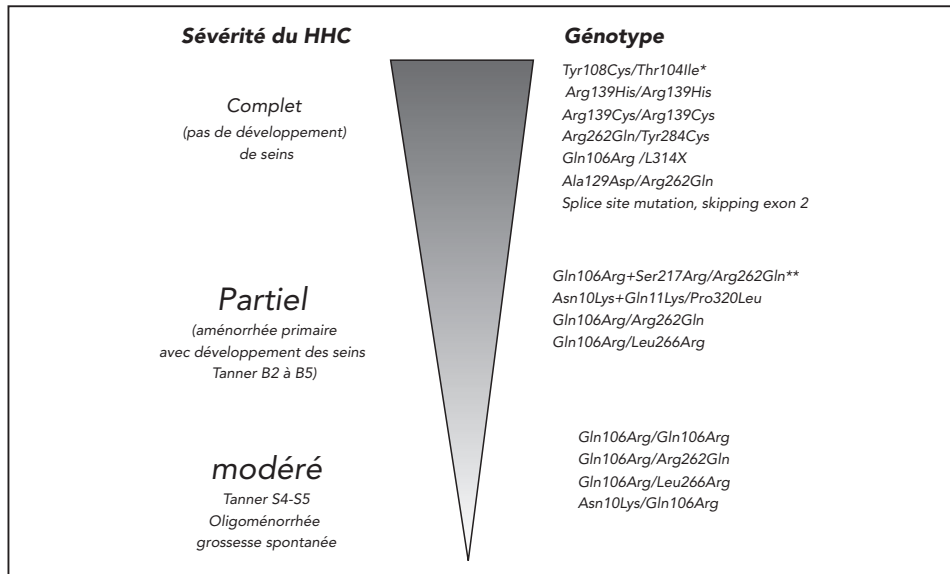 Sévérité du HHC
Génotype
Complet
(pas de développement)
de seins
Tyr108Cys/Thr104Ile*
Arg139His/Arg139His
Arg139Cys/Arg139Cys
Arg262Gln/Tyr284Cys
Gln106Arg /L314X
Ala129Asp/Arg262Gln
Splice site mutation, skipping exon 2
Partiel
(aménorrhée primaire
avec développement des seins
Tanner B2 à B5)
Gln106Arg+Ser217Arg/Arg262Gln**
Asn10Lys+Gln11Lys/Pro320Leu
Gln106Arg/Arg262Gln
Gln106Arg/Leu266Arg
modéré
Tanner S4-S5
Oligoménorrhée
grossesse spontanée
Gln106Arg/Gln106Arg
Gln106Arg/Arg262Gln
Gln106Arg/Leu266Arg
Asn10Lys/Gln106Arg